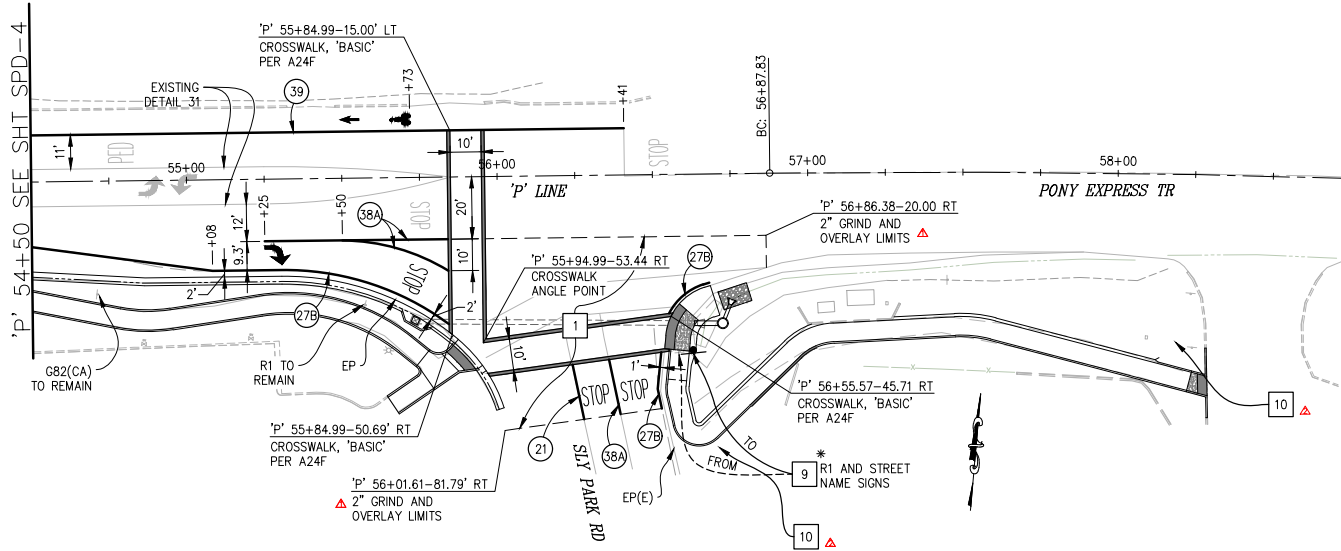 'P' 54+50 SEE SHT SPD-4
'P' 55+84.99-15.00' LT
CROSSWALK, 'BASIC'
PER A24F
EXISTING
DETAIL 31
39
+73
+41
BC: 56+87.83
11'
PED
55+00
10'
56+00
STOP
57+00
58+00
'P' LINE
PONY EXPRESS TR
+08
12'
9.3'
+25
+50
38A
STOP
20'
10'
'P' 56+86.38-20.00 RT
2" GRIND AND
OVERLAY LIMITS
1
'P' 55+94.99-53.44 RT
CROSSWALK
ANGLE POINT
27B
STOP
2'
2'
27B
1
10'
G82(CA)
TO REMAIN
R1 TO
REMAIN
EP
1'
'P' 56+55.57-45.71 RT
CROSSWALK, 'BASIC'
PER A24F
STOP
STOP
10
2
'P' 55+84.99-50.69' RT
CROSSWALK, 'BASIC'
PER A24F
21
38A
27B
TO
FROM
SLY PARK RD
9
*
R1 AND STREET
NAME SIGNS
'P' 56+01.61-81.79' RT
1
2" GRIND AND
OVERLAY LIMITS
EP(E)
10
2